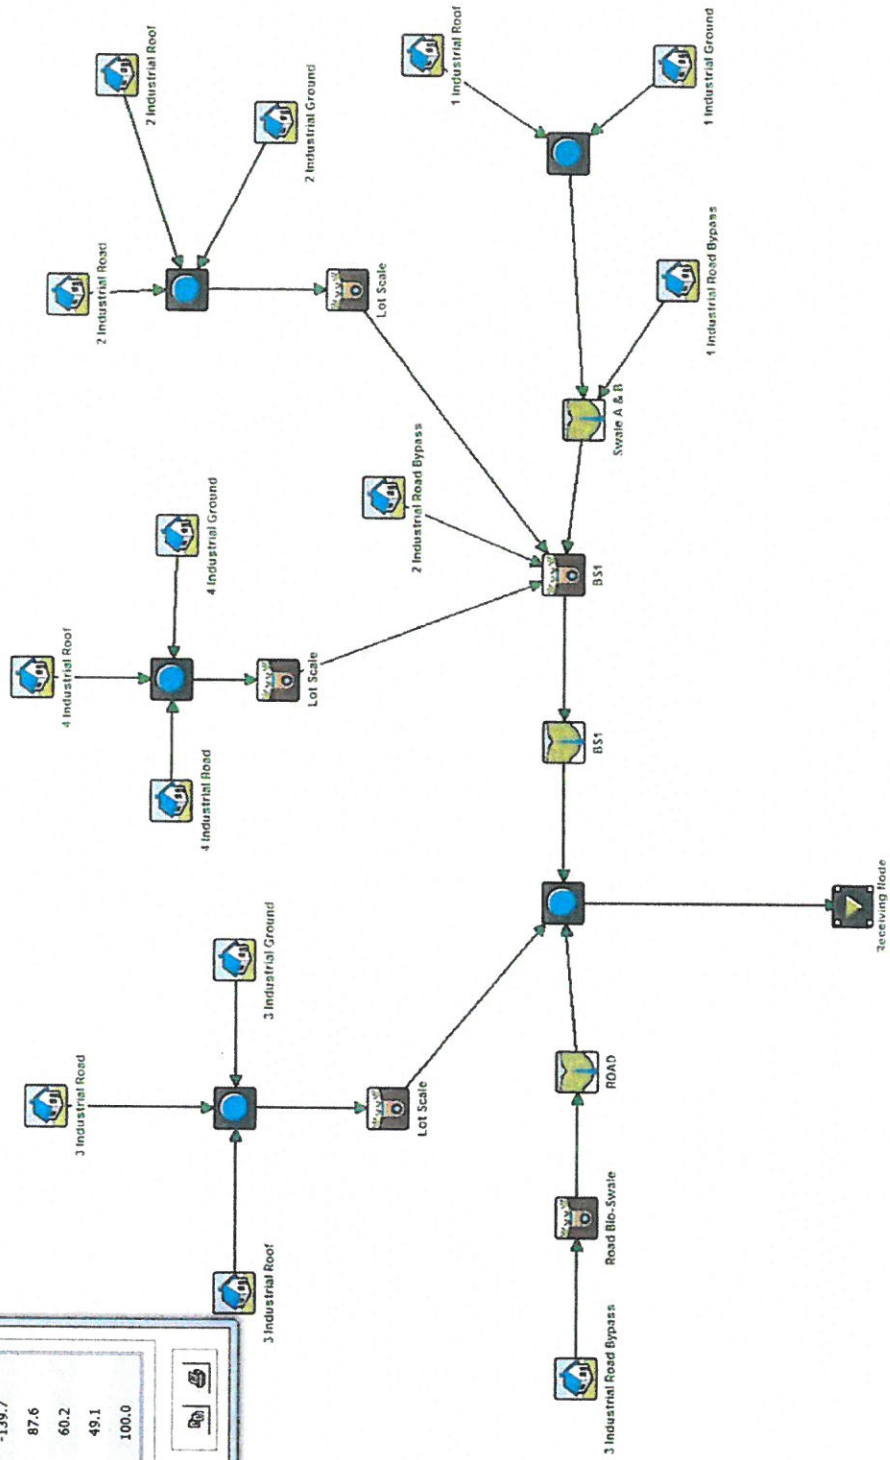 2 Industrial Roof
2 Industrial Ground
2 Industrial Road
Lot Scale
1 Industrial Roof
1 Industrial Ground
1 Industrial Road Bypass
Swale A & B
2 Industrial Road Bypass
4 Industrial Ground
4 Industrial Roof
4 Industrial Road
Lot Scale
BS1
BS1
3 Industrial Ground
3 Industrial Road
3 Industrial Roof
Lot Scale
ROAD
Road Bio-Swale
3 Industrial Road Bypass
Receiving Node
-139.7
87.6
60.2
49.1
100.0